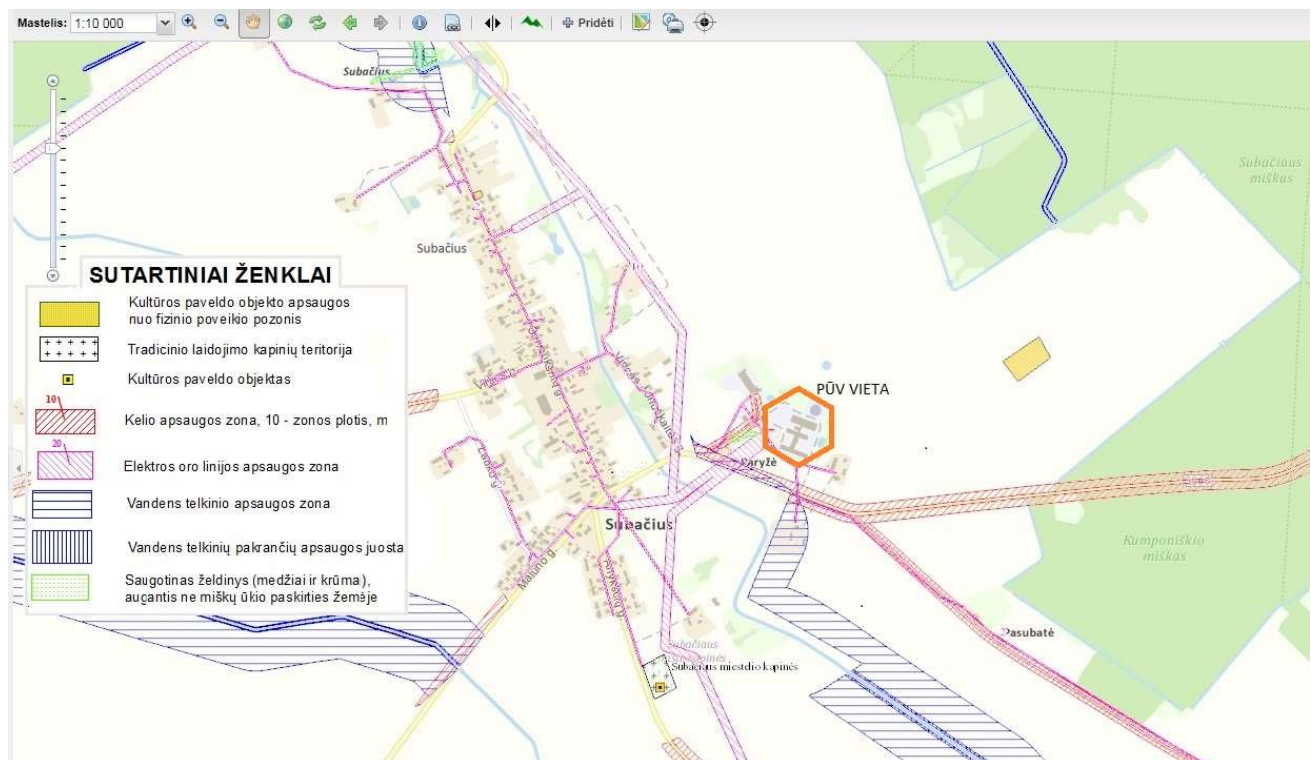 Mastelis: 1:10 000
Pridėti
Subačius
Subačiaus
miškas
Subačius
SUTARTINIAI ŽENKLAI
Kultūros paveldo objekto apsaugos
nuo fizinio poveikio pozonis
Tradicinio laidojimo kapinių teritorija
Kultūros paveldo objektas
10
Kelio apsaugos zona, 10 - zonos plotis, m
20
Elektros oro linijos apsaugos zona
Vandens telkinio apsaugos zona
Vandens telkinių pakrančių apsaugos juosta
Saugotinas želdinys (medžiai ir krūma),
augantis ne miškų ūkio paskirties žemėje
PŪV VIETA
Subačius
Malūno g.
Kumponiškio
miškas
Pasubatė
Subačiaus
Subačiaus miestelio kapinės